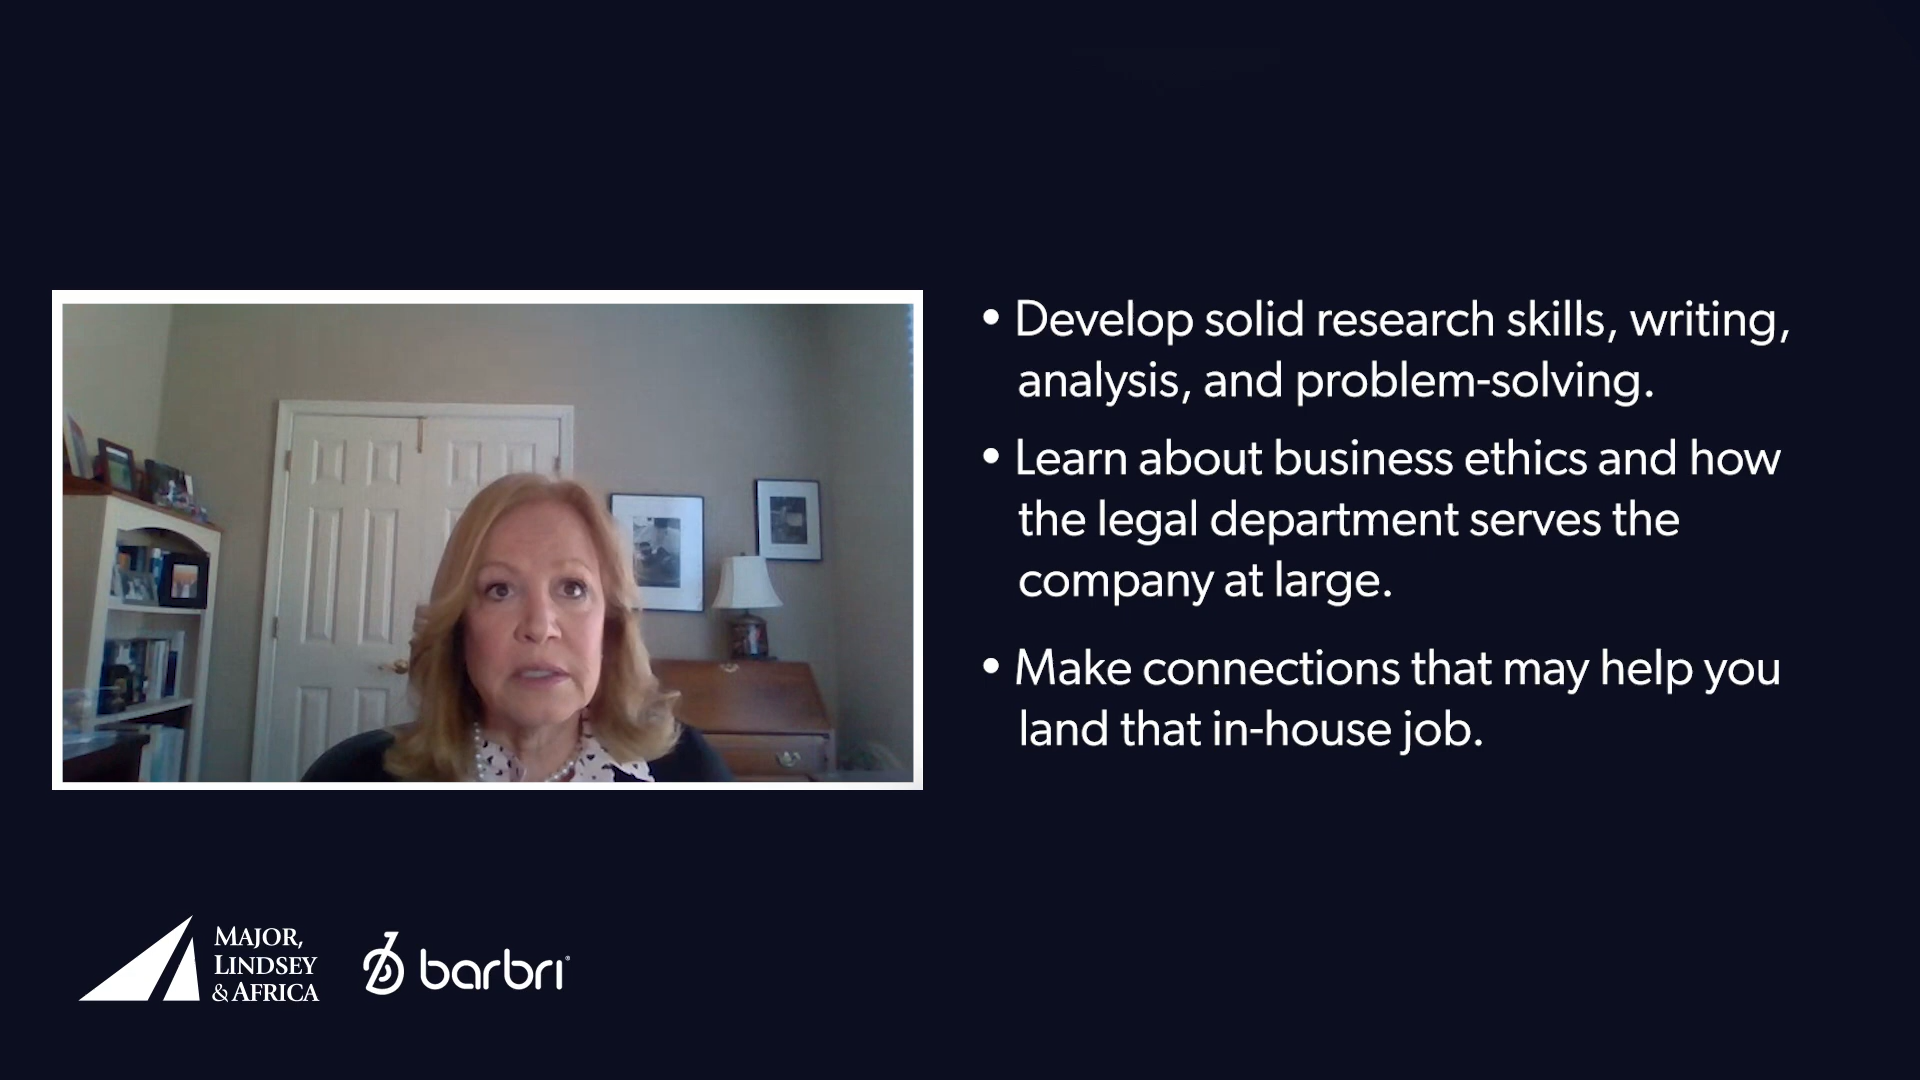 • Develop solid research skills, writing,
analysis, and problem-solving.
• Learn about business ethics and how
the legal department serves the
company at large.
• Make connections that may help you
land that in-house job.
MAJOR,
LINDSEY
& AFRICA
barbri